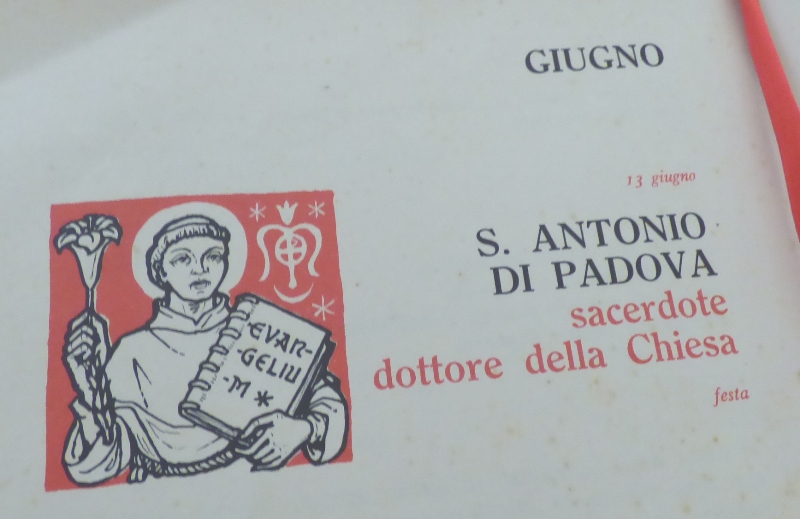 GIUGNO
13 giugno
S. ANTONIO
DI PADOVA
sacerdote
dottore della Chiesa
festa
EVAN-
GELIU
-M *